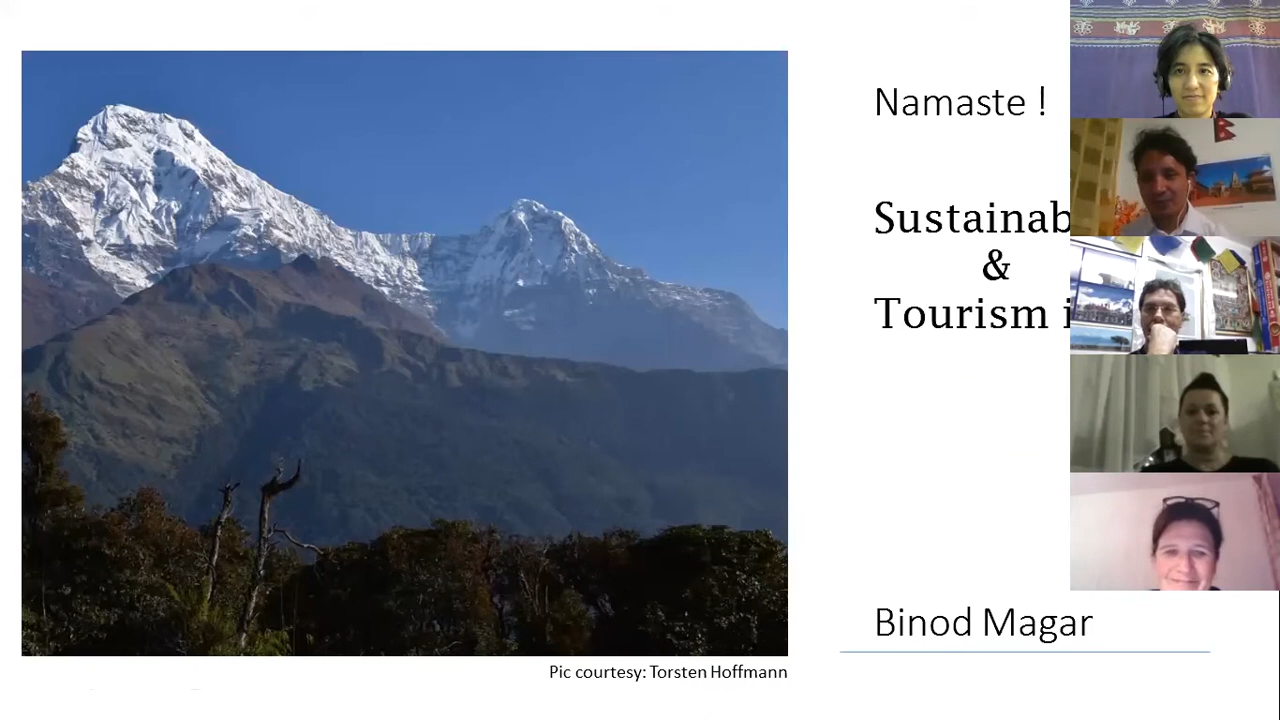 Namaste !
Sustainab
&
Tourism i
Binod Magar
Pic courtesy: Torsten Hoffmann